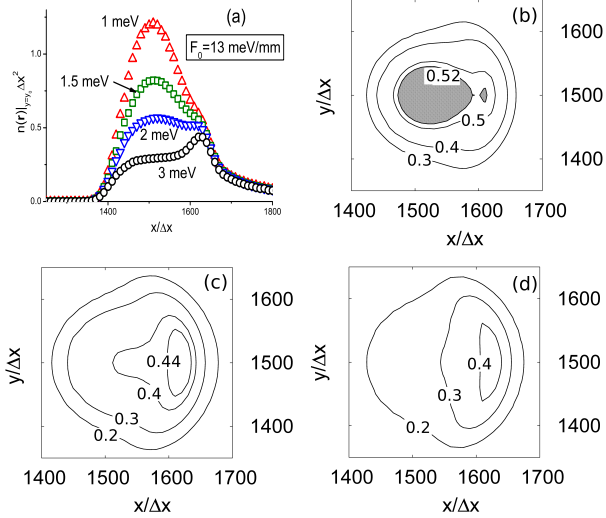 (a)
1 meV
F₀=13 meV/mm
1.5 meV
2 meV
3 meV
n(r)|y=y₀ Δx²
1.0
0.5
0.0
1400 1600 1800
x/Δx
(b)
0.52
0.5
0.4
0.3
y/Δx
1600
1500
1400
1400 1500 1600 1700
x/Δx
(c)
0.44
0.4
0.3
0.2
y/Δx
1600
1500
1400
1400 1500 1600 1700
x/Δx
(d)
0.4
0.3
0.2
y/Δx
1600
1500
1400
1400 1500 1600 1700
x/Δx